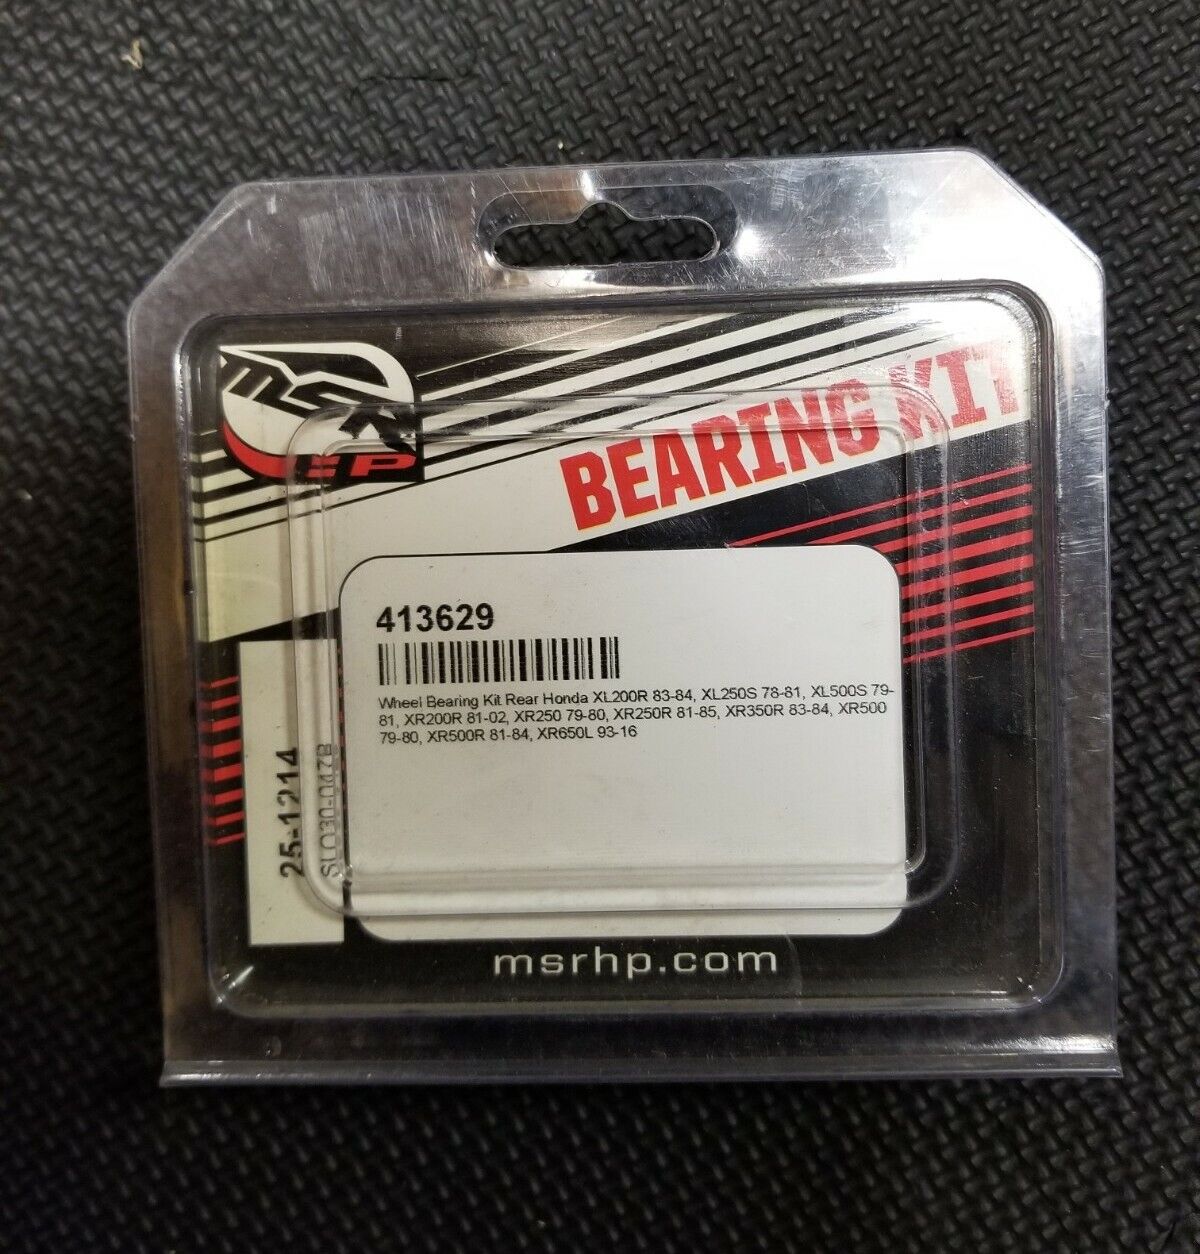 MSR
HP
BEARING KIT
413629
Wheel Bearing Kit Rear Honda XL200R 83-84, XL250S 78-81, XL500S 79-
81, XR200R 81-02, XR250 79-80, XR250R 81-85, XR350R 83-84, XR500
79-80, XR500R 81-84, XR650L 93-16
25-1214
msrhp.com